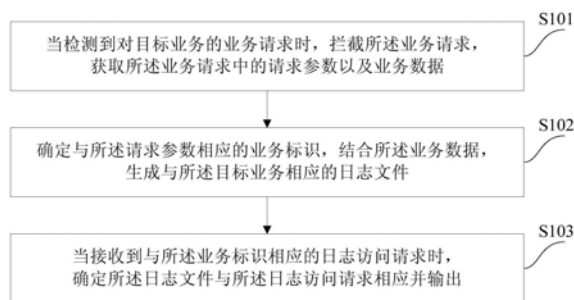 S101
当检测到对目标业务的业务请求时，拦截所述业务请求，
获取所述业务请求中的请求参数以及业务数据
S102
确定与所述请求参数相应的业务标识，结合所述业务数据，
生成与所述目标业务相应的日志文件
S103
当接收到与所述业务标识相应的日志访问请求时，
确定所述日志文件与所述日志访问请求相应并输出